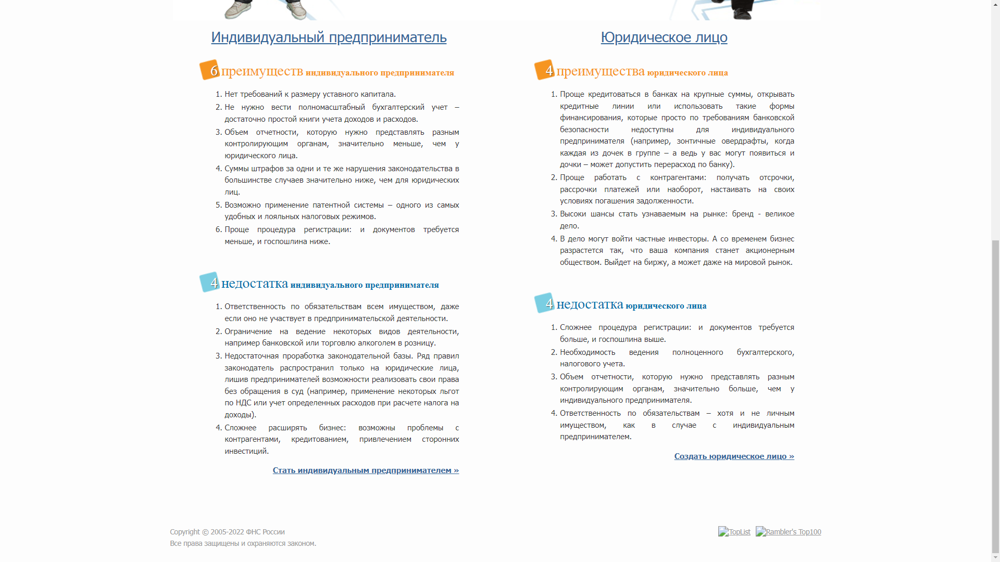 Индивидуальный предприниматель
6 преимуществ индивидуального предпринимателя
1. Нет требований к размеру уставного капитала.
2. Не нужно вести полномасштабный бухгалтерский учет –
достаточно простой книги учета доходов и расходов.
3. Объем отчетности, которую нужно представлять разным
контролирующим органам, значительно меньше, чем у
юридического лица.
4. Суммы штрафов за одни и те же нарушения законодательства в
большинстве случаев значительно ниже, чем для юридических
лиц.
5. Возможно применение патентной системы – одного из самых
удобных и лояльных налоговых режимов.
6. Проще процедура регистрации: и документов требуется
меньше, и госпошлина ниже.
4 недостатка индивидуального предпринимателя
1. Ответственность по обязательствам всем имуществом, даже
если оно не участвует в предпринимательской деятельности.
2. Ограничение на ведение некоторых видов деятельности,
например банковской или торговлю алкоголем в розницу.
3. Недостаточная проработка законодательной базы. Ряд правил
законодатель распространил только на юридические лица,
лишив предпринимателей возможности реализовать свои права
без обращения в суд (например, применение некоторых льгот
по НДС или учет определенных расходов при расчете налога на
доходы).
4. Сложнее расширять бизнес: возможны проблемы с
контрагентами, кредитованием, привлечением сторонних
инвестиций.
Стать индивидуальным предпринимателем »
Юридическое лицо
4 преимущества юридического лица
1. Проще кредитоваться в банках на крупные суммы, открывать
кредитные линии или использовать такие формы
финансирования, которые просто по требованиям банковской
безопасности недоступны для индивидуального
предпринимателя (например, зонтичные овердрафты, когда
каждая из дочек в группе – а ведь у вас могут появиться и
дочки – может допустить перерасход по банку).
2. Проще работать с контрагентами: получать отсрочки,
рассрочки платежей или наоборот, настаивать на своих
условиях погашения задолженности.
3. Высоки шансы стать узнаваемым на рынке: бренд - великое
дело.
4. В дело могут войти частные инвесторы. А со временем бизнес
разрастется так, что ваша компания станет акционерным
обществом. Выйдет на биржу, а может даже на мировой рынок.
4 недостатка юридического лица
1. Сложнее процедура регистрации: и документов требуется
больше, и госпошлина выше.
2. Необходимость ведения полноценного бухгалтерского,
налогового учета.
3. Объем отчетности, которую нужно представлять разным
контролирующим органам, значительно больше, чем у
индивидуального предпринимателя.
4. Ответственность по обязательствам – хотя и не личным
имуществом, как в случае с индивидуальным
предпринимателем.
Создать юридическое лицо »
Copyright © 2005-2022 ФНС России
Все права защищены и охраняются законом.
TopList Rambler's Top100